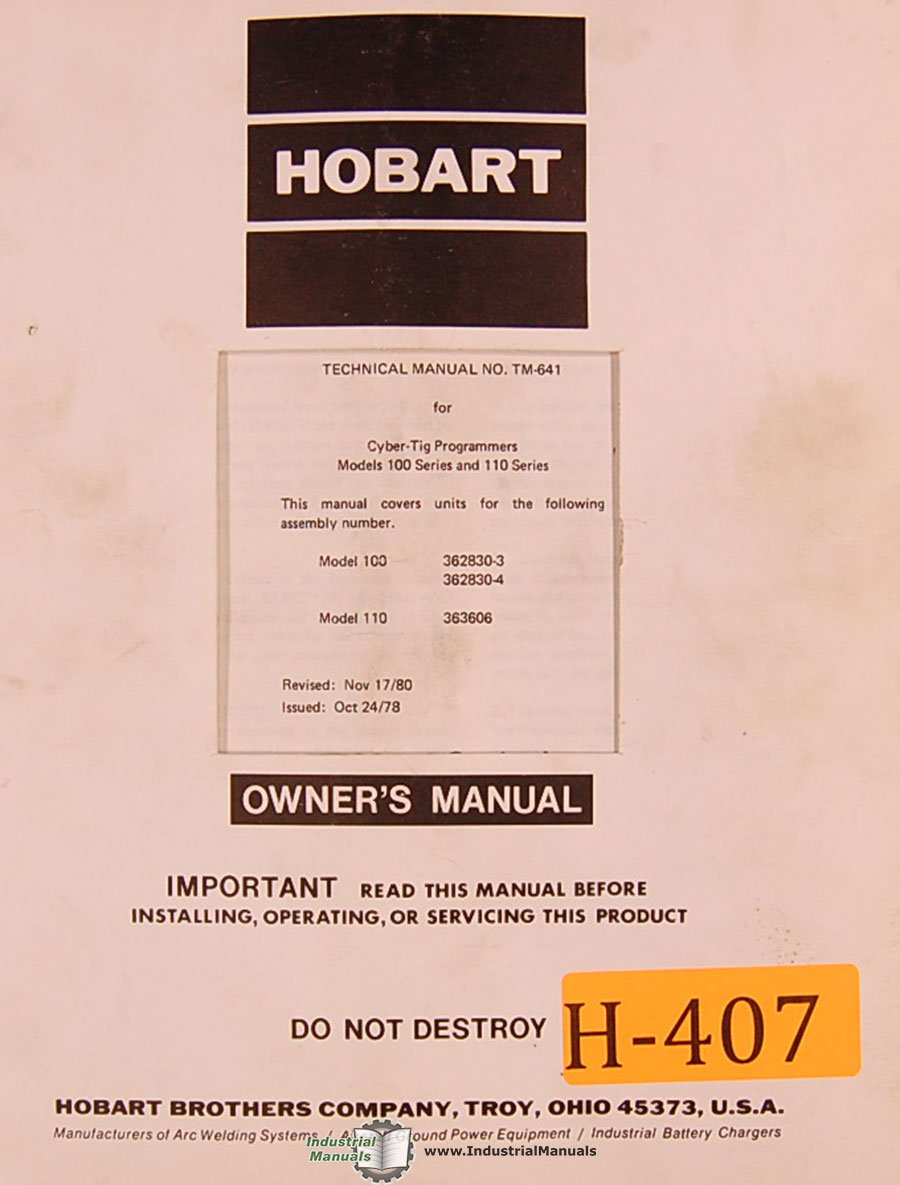 HOBART
TECHNICAL MANUAL NO. TM-641
for
Cyber-Tig Programmers
Models 100 Series and 110 Series
This manual covers units for the following
assembly number.
Model 100 362830-3
362830-4
Model 110 363606
Revised: Nov 17/80
Issued: Oct 24/78
OWNER'S MANUAL
IMPORTANT READ THIS MANUAL BEFORE
INSTALLING, OPERATING, OR SERVICING THIS PRODUCT
DO NOT DESTROY
H-407
HOBART BROTHERS COMPANY, TROY, OHIO 45373, U.S.A.
Manufacturers of Arc Welding Systems / Ground Power Equipment / Industrial Battery Chargers
Industrial
Manuals
www.IndustrialManuals